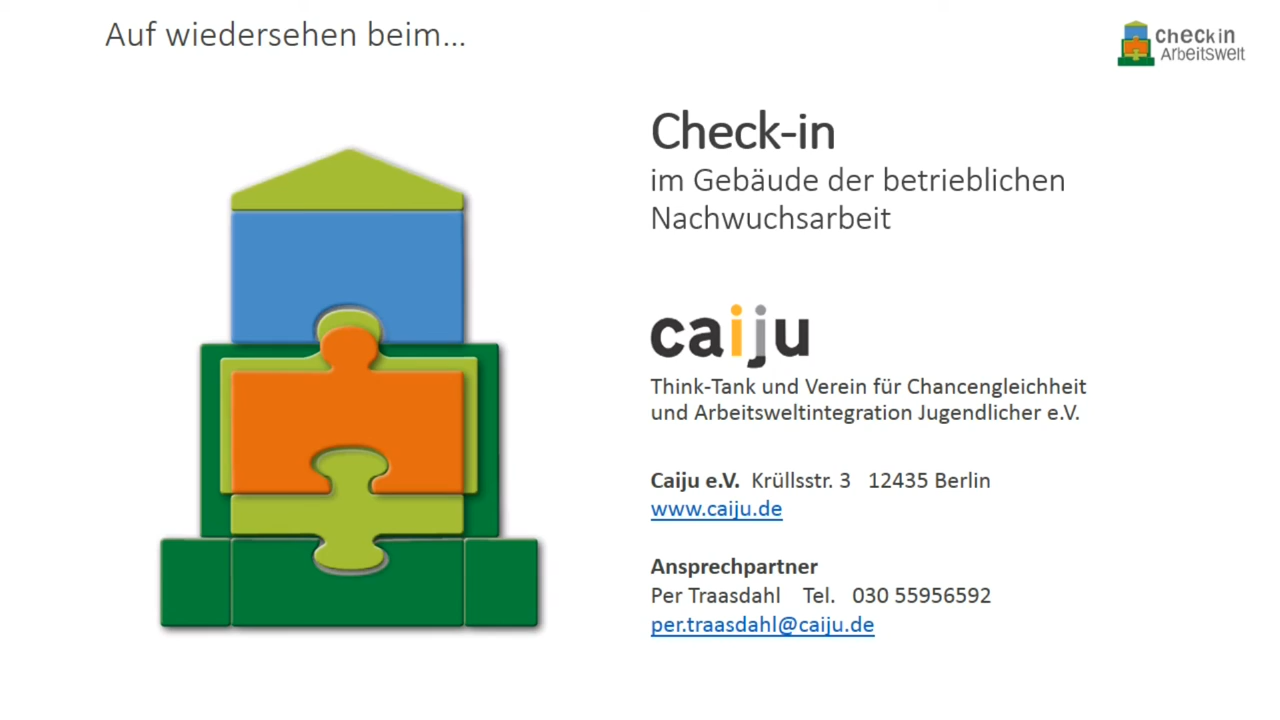 Auf wiedersehen beim...
checkin
Arbeitswelt
Check-in
im Gebäude der betrieblichen
Nachwuchsarbeit
caiju
Think-Tank und Verein für Chancengleichheit
und Arbeitsweltintegration Jugendlicher e.V.
Caiju e.V. Krüllsstr. 3 12435 Berlin
www.caiju.de
Ansprechpartner
Per Traasdahl Tel. 030 55956592
per.traasdahl@caiju.de